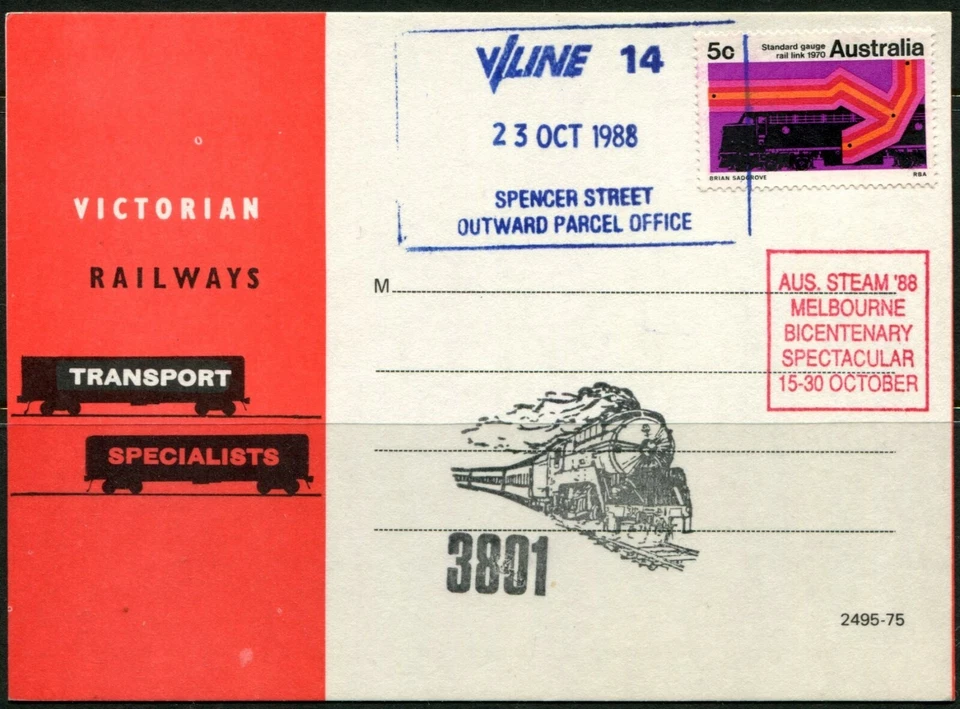 VICTORIAN
RAILWAYS
TRANSPORT
SPECIALISTS
V/LINE 14
23 OCT 1988
SPENCER STREET
OUTWARD PARCEL OFFICE
5c Standard gauge rail link 1970 Australia
BRIAN SADGROVE RBA
M
AUS. STEAM '88
MELBOURNE
BICENTENARY
SPECTACULAR
15-30 OCTOBER
3801
2495-75